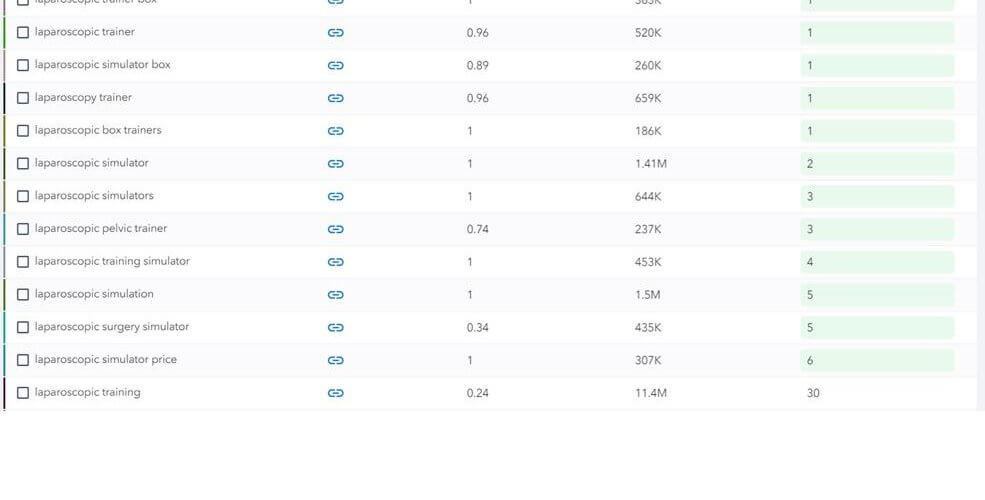 laparoscopic trainer box 1 383K 1
laparoscopic trainer 0.96 520K 1
laparoscopic simulator box 0.89 260K 1
laparoscopy trainer 0.96 659K 1
laparoscopic box trainers 1 186K 1
laparoscopic simulator 1 1.41M 2
laparoscopic simulators 1 644K 3
laparoscopic pelvic trainer 0.74 237K 3
laparoscopic training simulator 1 453K 4
laparoscopic simulation 1 1.5M 5
laparoscopic surgery simulator 0.34 435K 5
laparoscopic simulator price 1 307K 6
laparoscopic training 0.24 11.4M 30